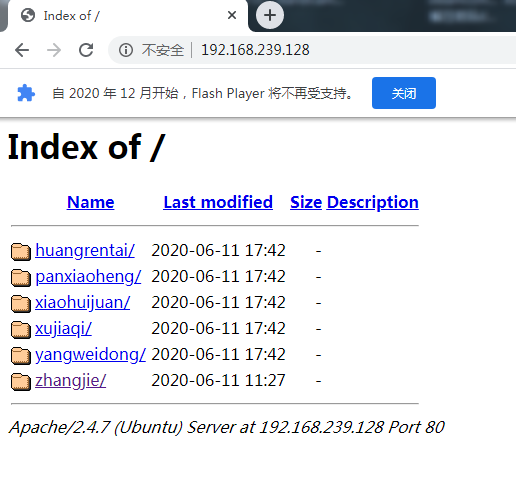 Index of /
不安全 192.168.239.128
自 2020 年 12 月开始，Flash Player 将不再受支持。 关闭
Index of /
Name Last modified Size Description
huangrentai/ 2020-06-11 17:42 -
panxiaoheng/ 2020-06-11 17:42 -
xiaohuijuan/ 2020-06-11 17:42 -
xujiaqi/ 2020-06-11 17:42 -
yangweidong/ 2020-06-11 17:42 -
zhangjie/ 2020-06-11 11:27 -
Apache/2.4.7 (Ubuntu) Server at 192.168.239.128 Port 80